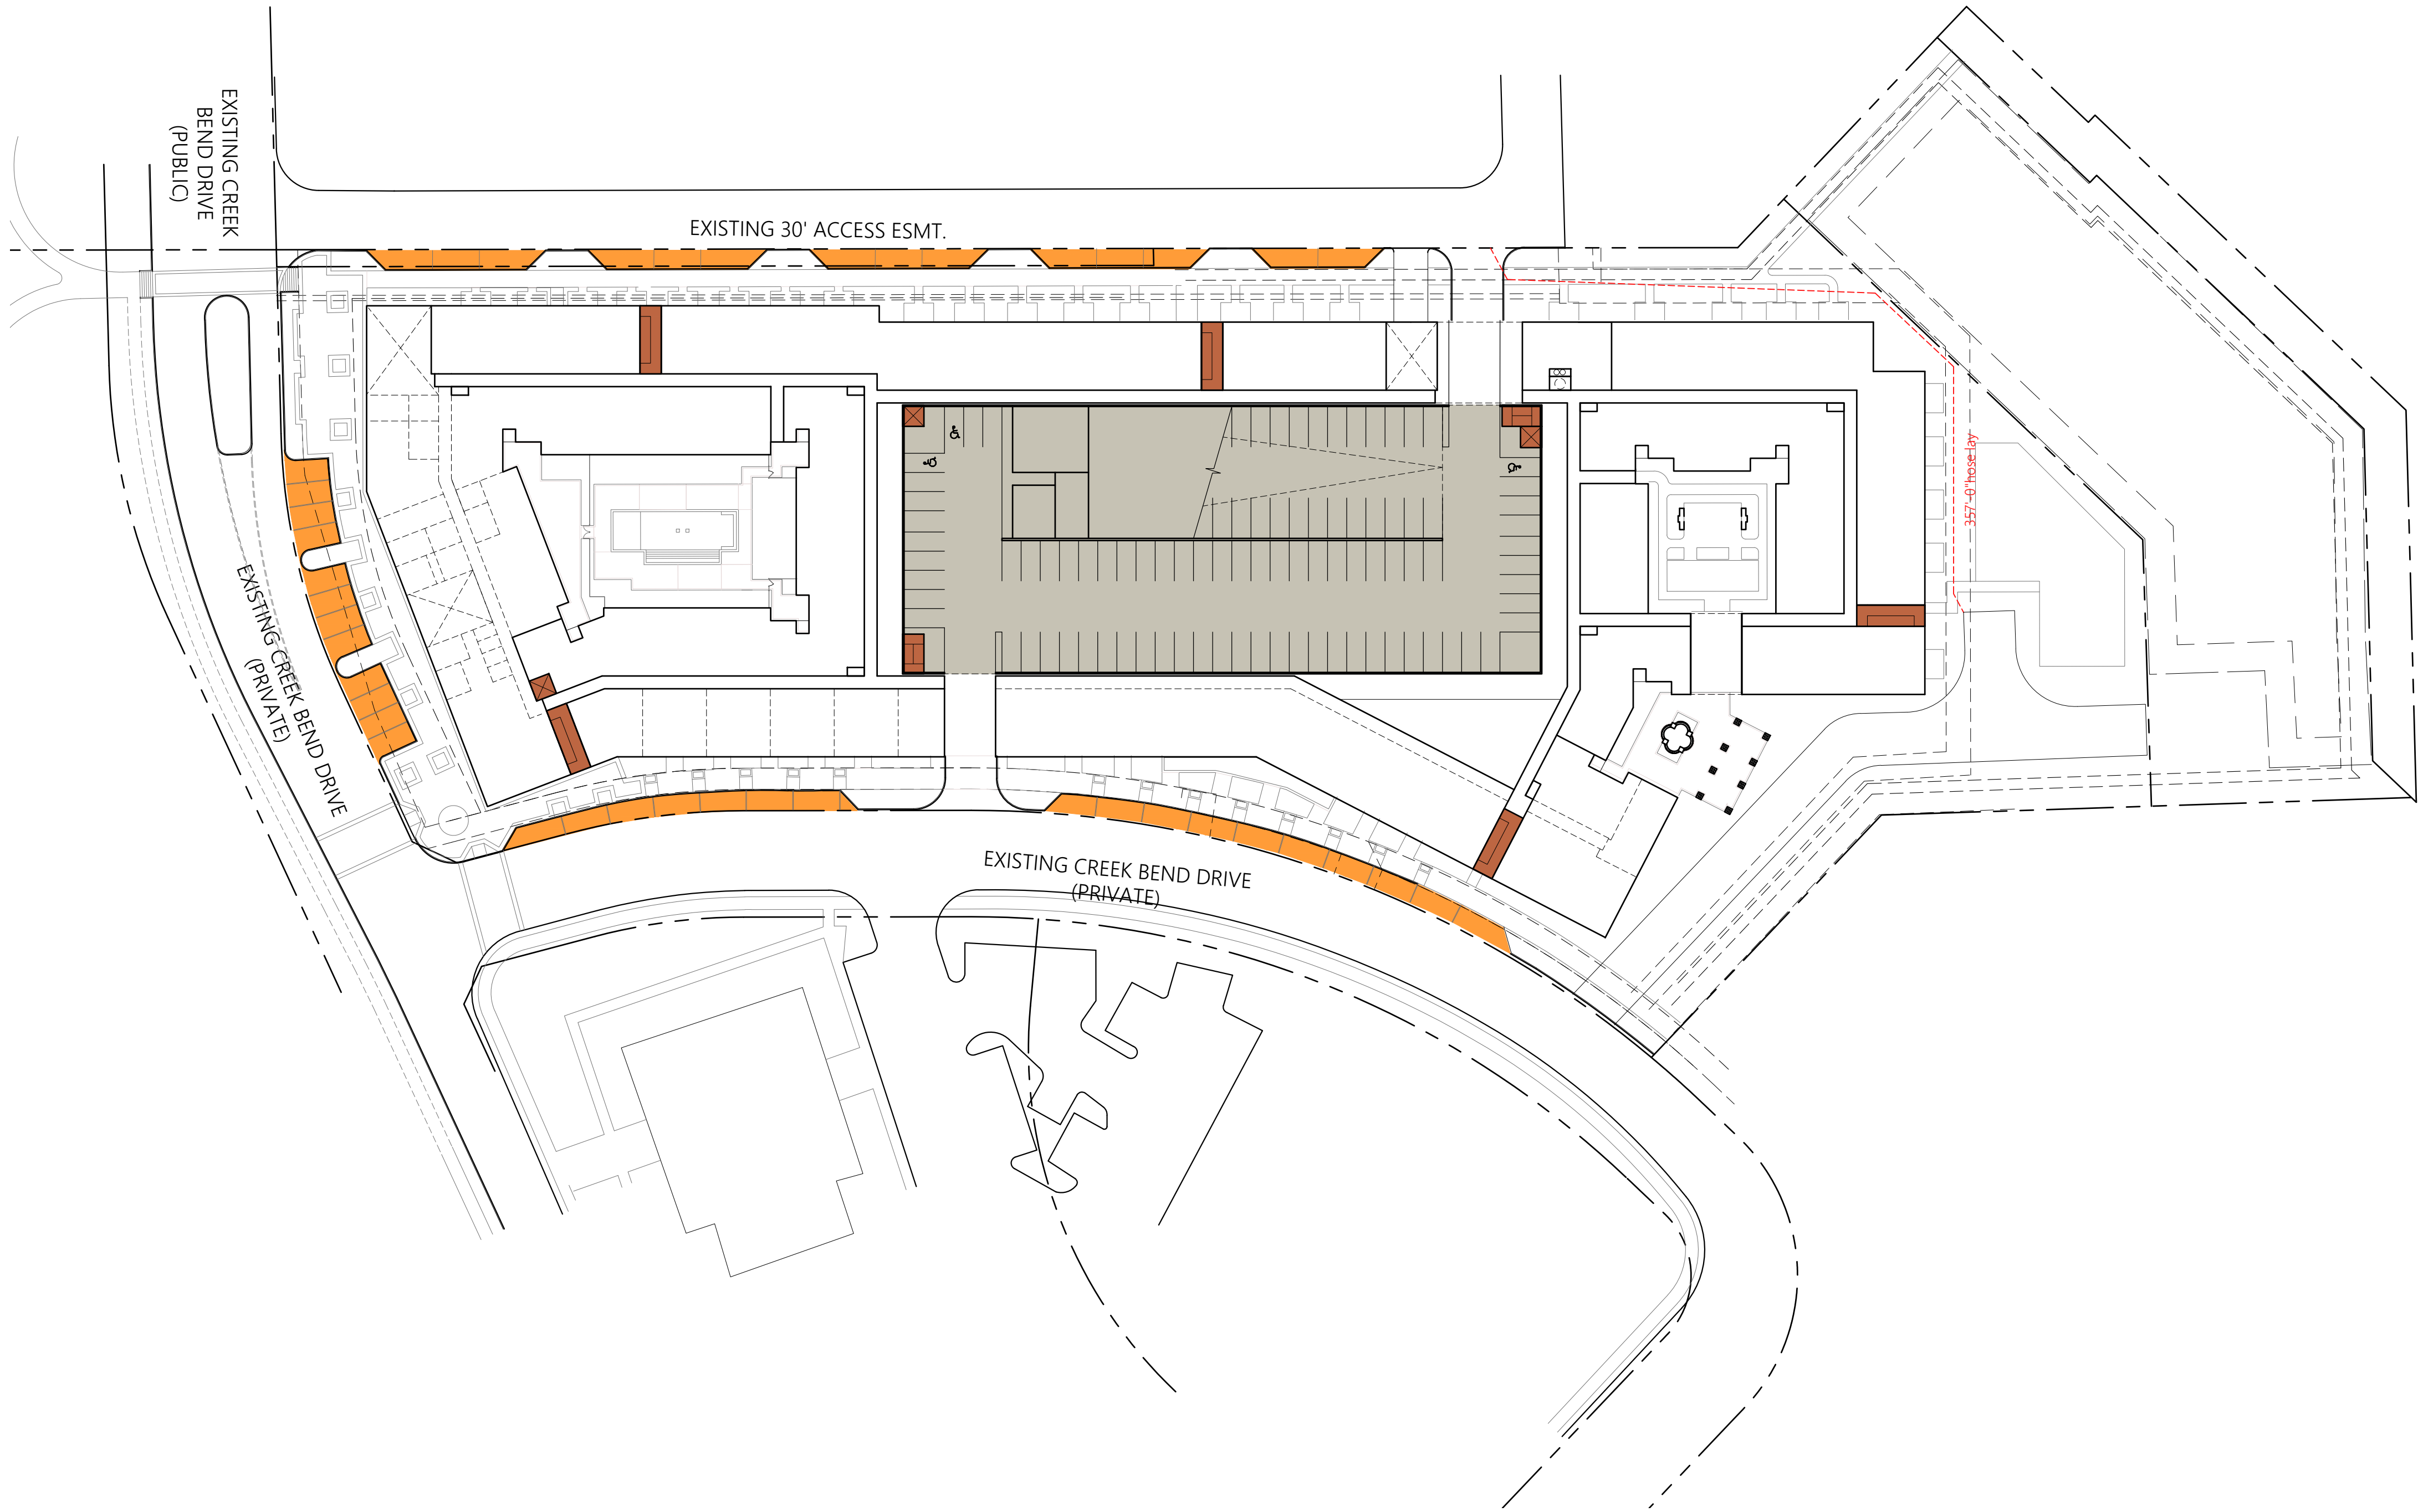 EXISTING CREEK
BEND DRIVE
(PUBLIC)
EXISTING 30' ACCESS ESMT.
357'-0"hose lay
EXISTING CREEK BEND DRIVE
(PRIVATE)
EXISTING CREEK BEND DRIVE
(PRIVATE)